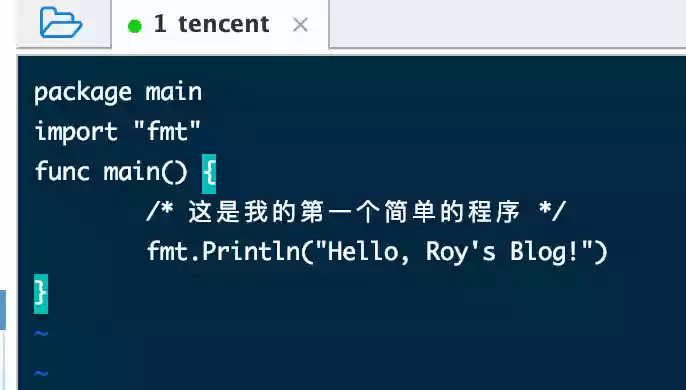 1 tencent ×
package main
import "fmt"
func main() {
        /* 这是我的第一个简单的程序 */
        fmt.Println("Hello, Roy's Blog!")
}
~
~